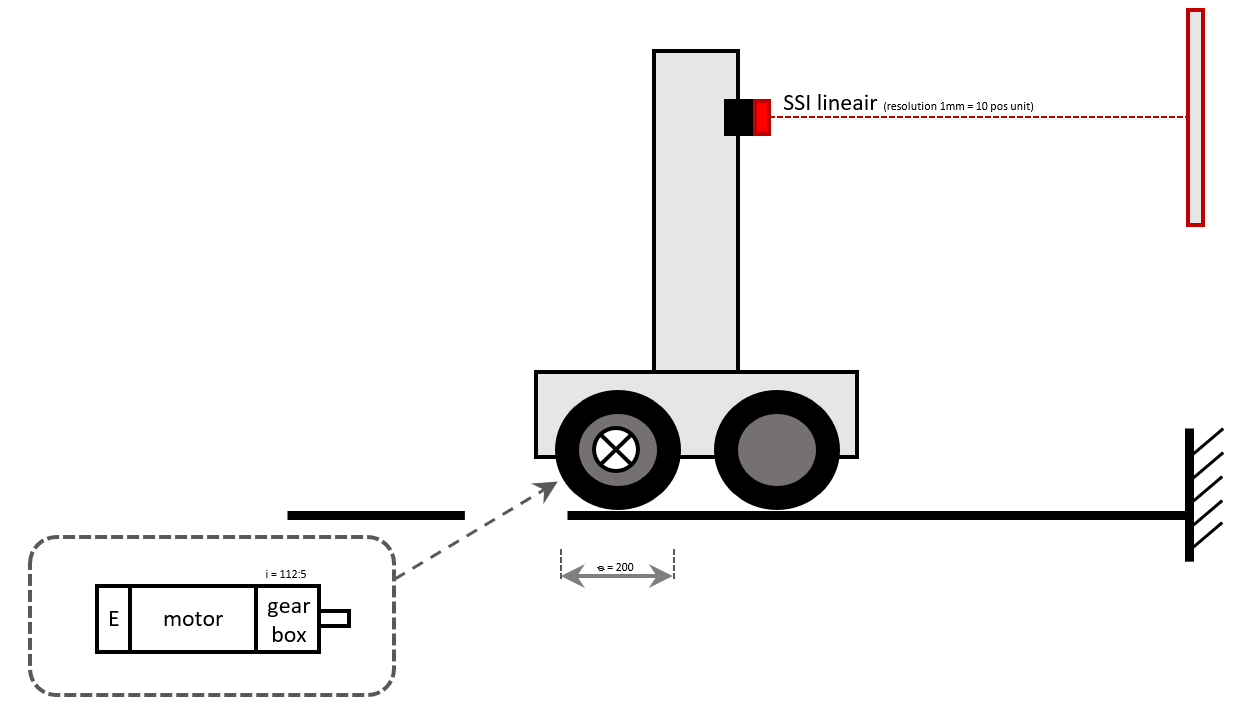 SSI lineair (resolution 1mm = 10 pos unit)
= 200
i = 112:5
E
motor
gear
box